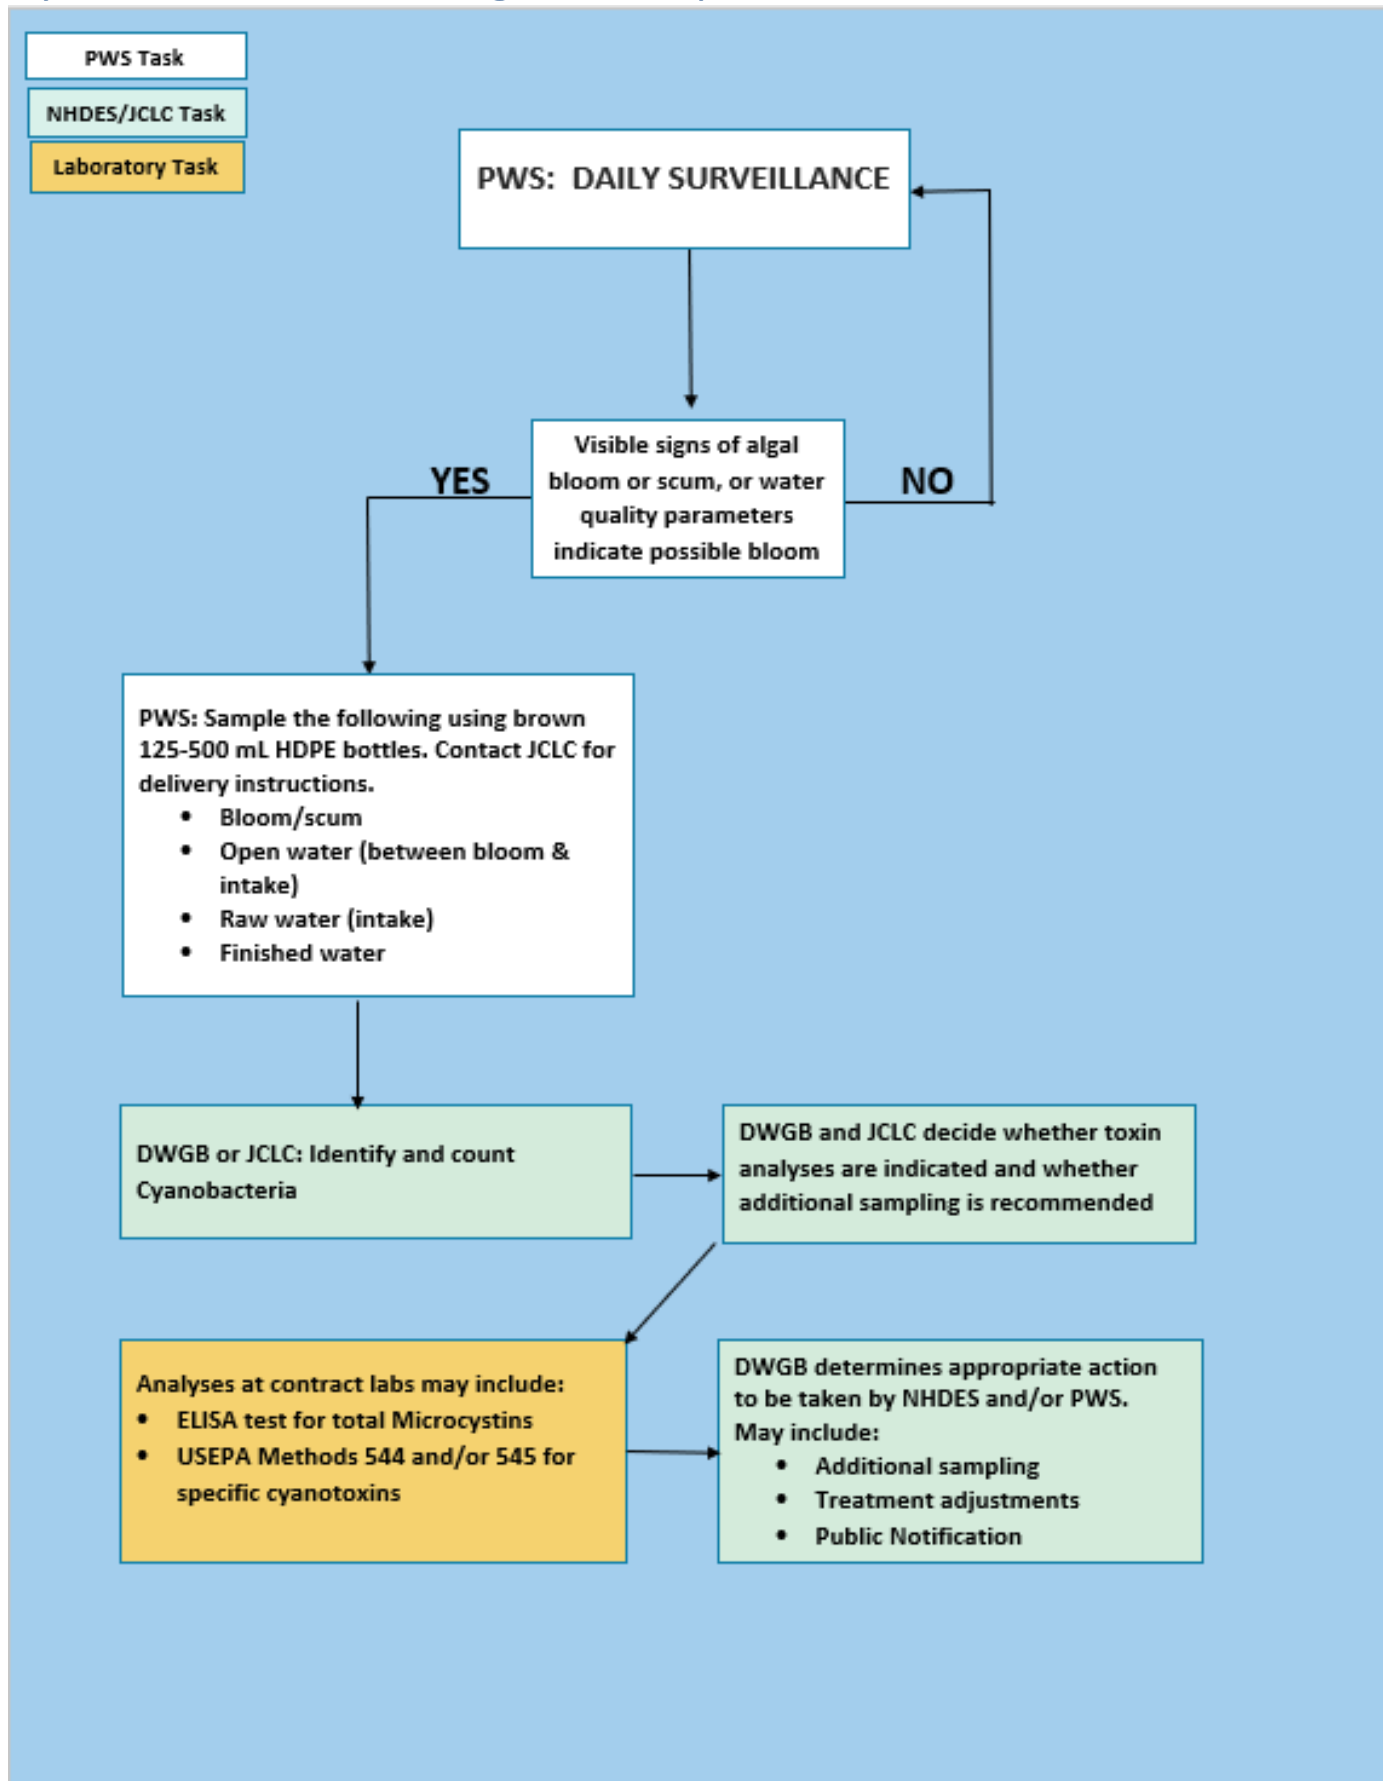 PWS Task
NHDES/JCLC Task
Laboratory Task
PWS: DAILY SURVEILLANCE
Visible signs of algal
bloom or scum, or water
quality parameters
indicate possible bloom
YES
NO
PWS: Sample the following using brown
125-500 mL HDPE bottles. Contact JCLC for
delivery instructions.
• Bloom/scum
• Open water (between bloom &
intake)
• Raw water (intake)
• Finished water
DWGB or JCLC: Identify and count
Cyanobacteria
DWGB and JCLC decide whether toxin
analyses are indicated and whether
additional sampling is recommended
Analyses at contract labs may include:
• ELISA test for total Microcystins
• USEPA Methods 544 and/or 545 for
specific cyanotoxins
DWGB determines appropriate action
to be taken by NHDES and/or PWS.
May include:
• Additional sampling
• Treatment adjustments
• Public Notification